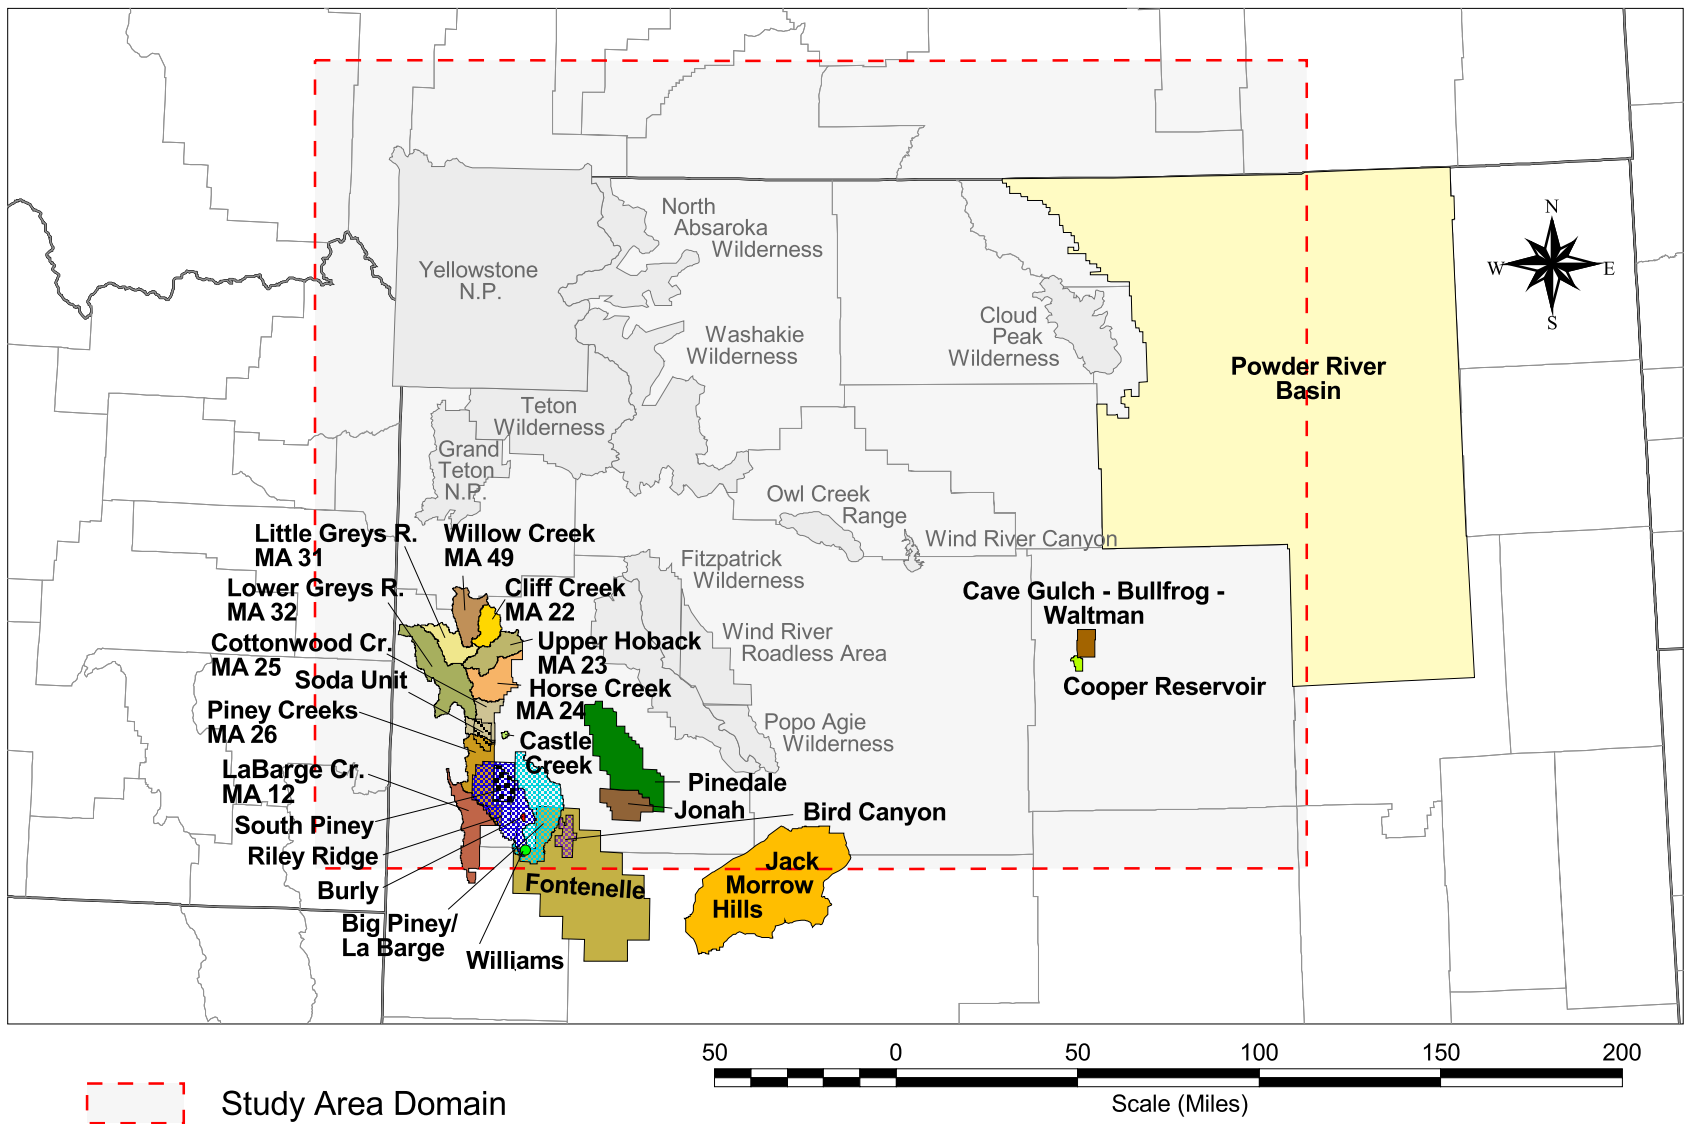 North
Absaroka
Wilderness
Yellowstone
N.P.
Washakie
Wilderness
Cloud
Peak
Wilderness
N
W
E
S
Powder River
Basin
Teton
Wilderness
Grand
Teton
N.P.
Owl Creek
Range
Wind River Canyon
Little Greys R.
MA 31
Willow Creek
MA 49
Fitzpatrick
Wilderness
Lower Greys R.
MA 32
Cliff Creek
MA 22
Cave Gulch - Bullfrog -
Waltman
Cottonwood Cr.
MA 25
Upper Hoback
MA 23
Wind River
Roadless Area
Soda Unit
Horse Creek
MA 24
Cooper Reservoir
Piney Creeks
MA 26
Castle
Creek
Popo Agie
Wilderness
LaBarge Cr.
MA 12
Pinedale
Jonah
Bird Canyon
South Piney
Riley Ridge
Burly
Fontenelle
Jack
Morrow
Hills
Big Piney/
La Barge
Williams
50 0 50 100 150 200
Scale (Miles)
Study Area Domain